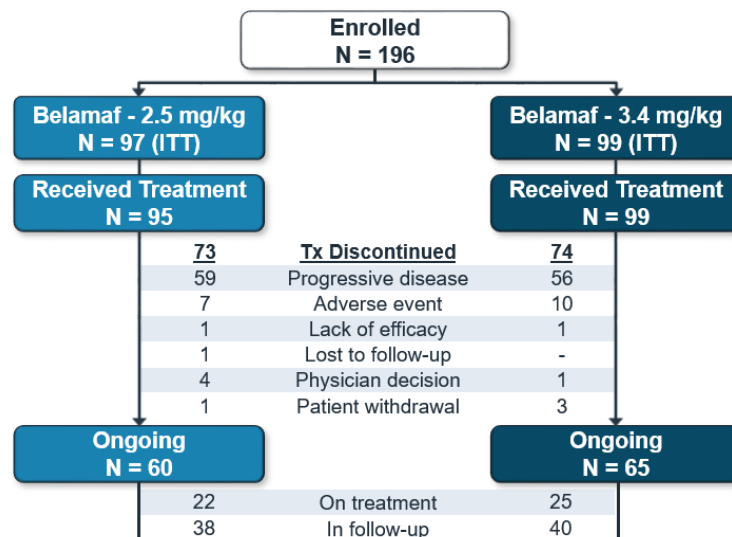 Enrolled
N = 196
Belamaf - 2.5 mg/kg
N = 97 (ITT)
Belamaf - 3.4 mg/kg
N = 99 (ITT)
Received Treatment
N = 95
Received Treatment
N = 99
73 Tx Discontinued 74
59 Progressive disease 56
7 Adverse event 10
1 Lack of efficacy 1
1 Lost to follow-up -
4 Physician decision 1
1 Patient withdrawal 3
Ongoing
N = 60
Ongoing
N = 65
22 On treatment 25
38 In follow-up 40